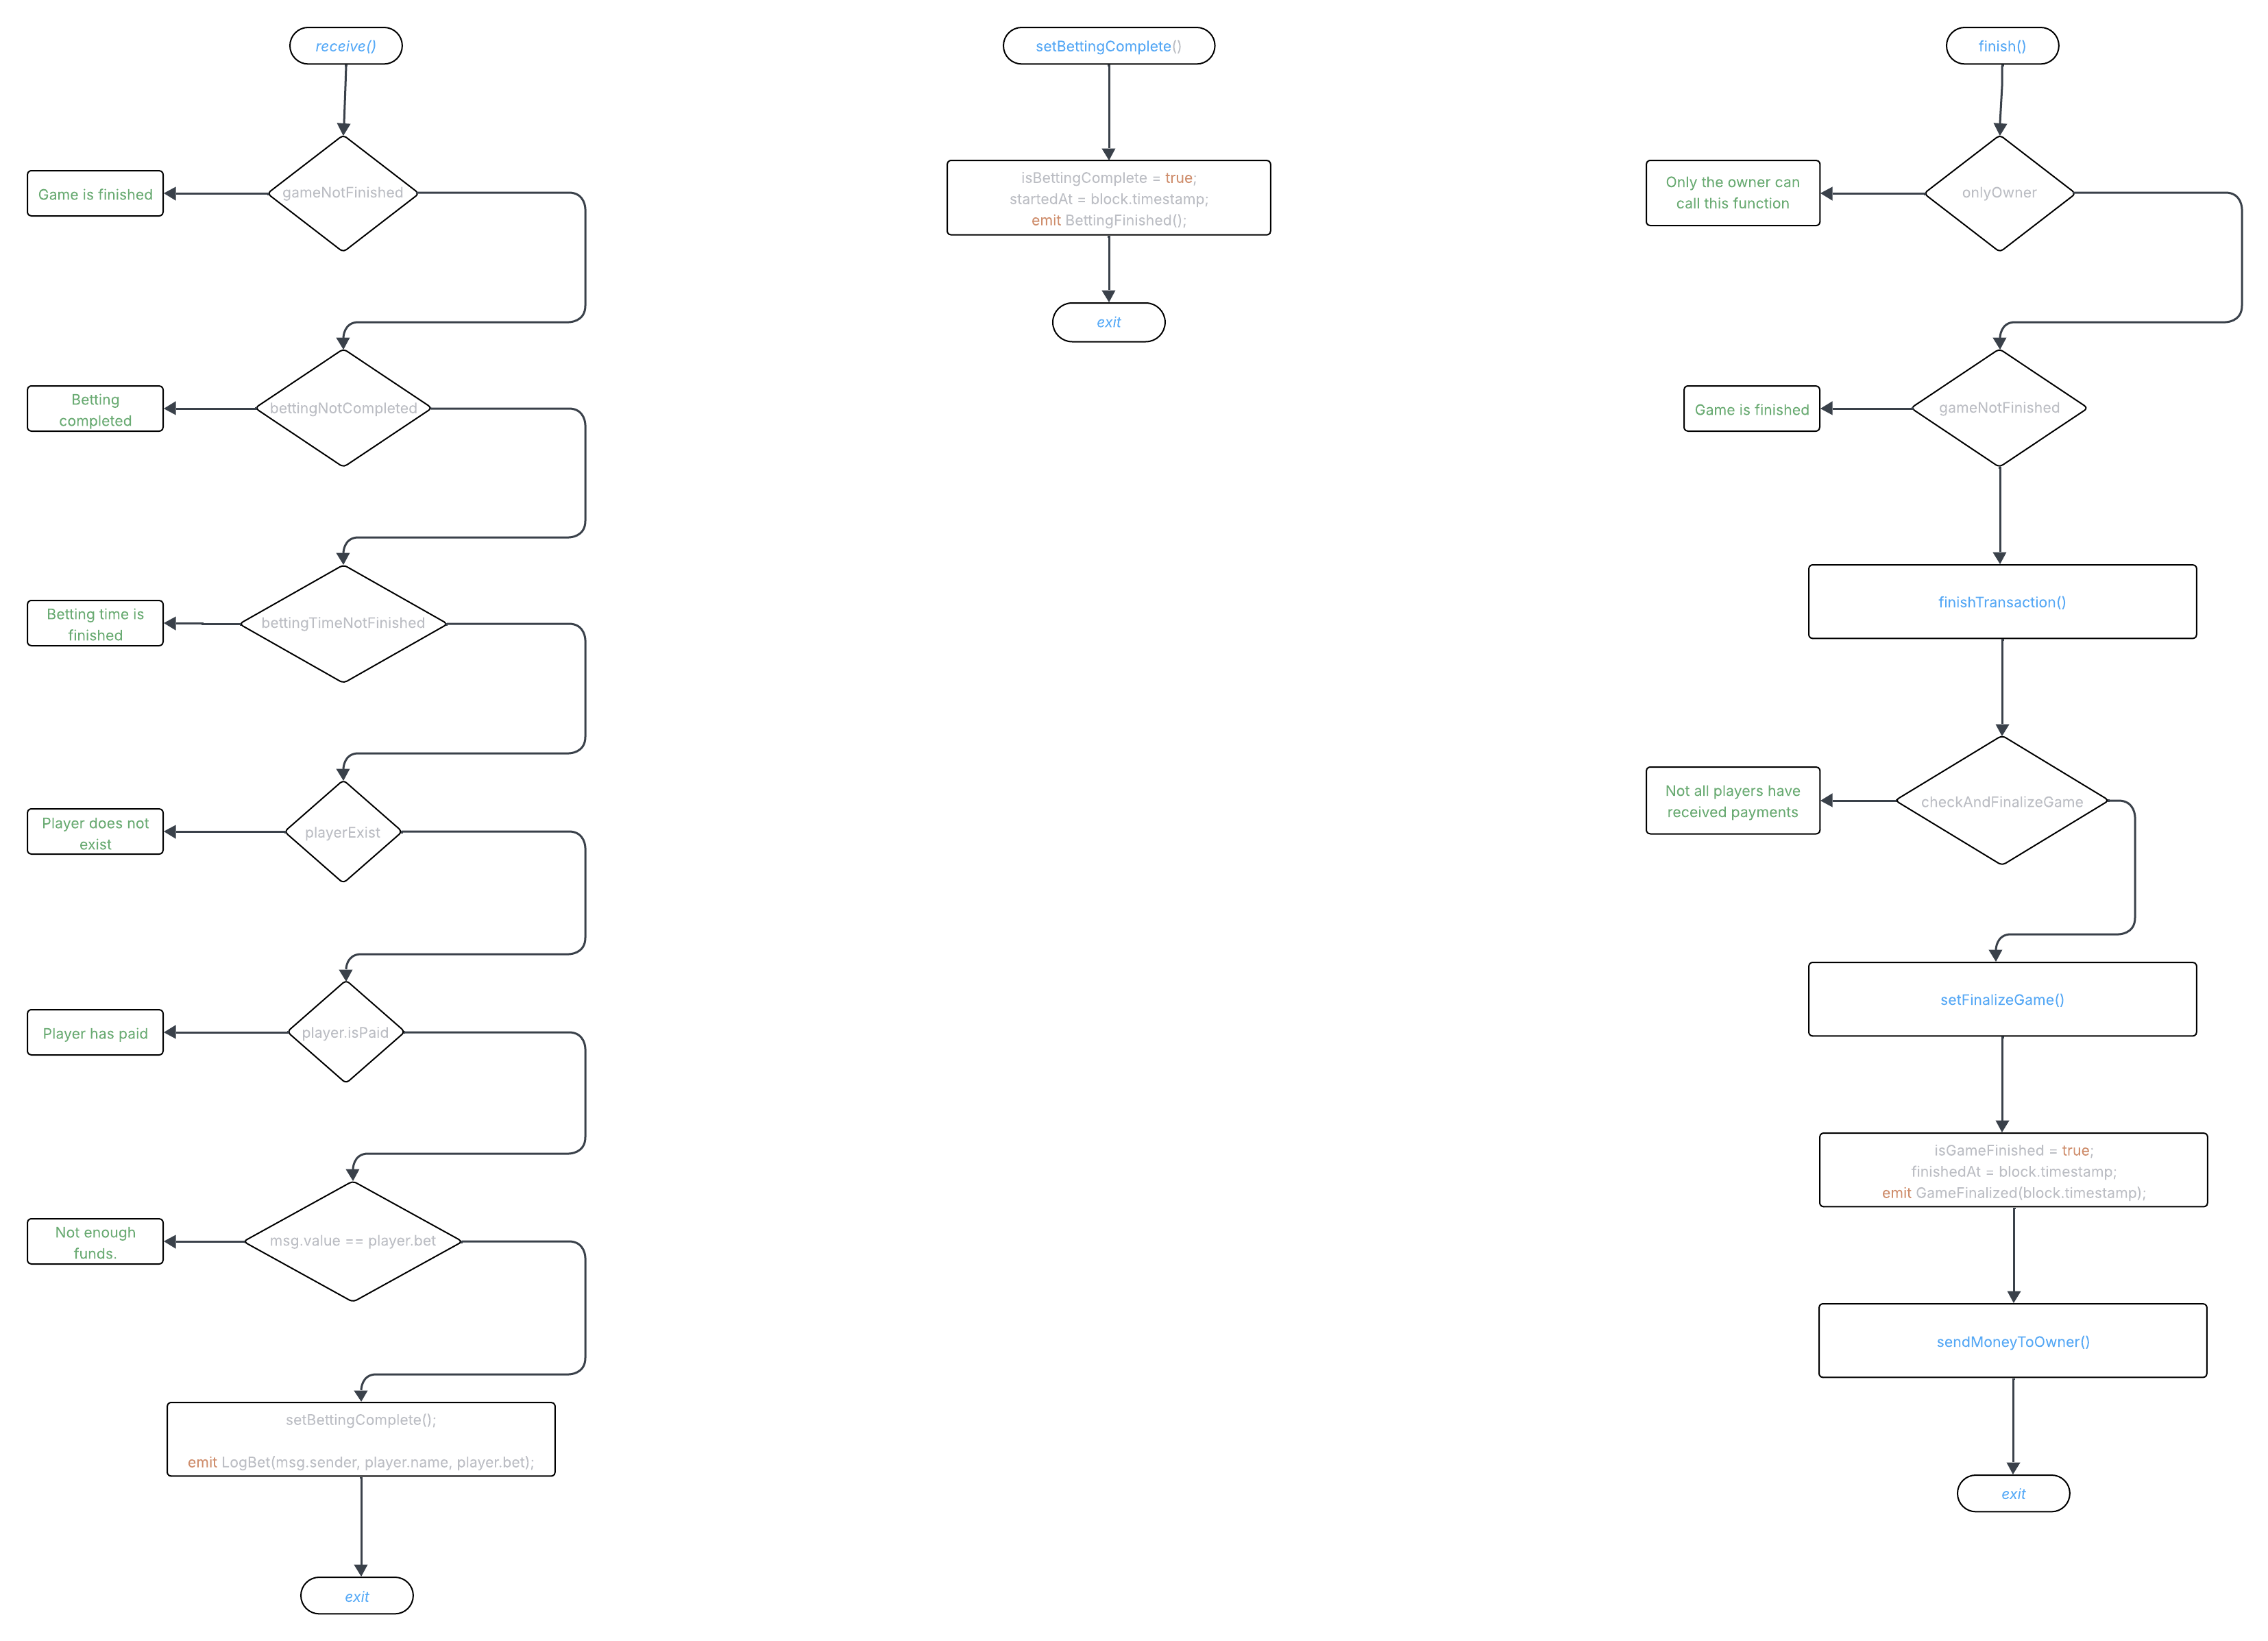 receive()
gameNotFinished
Game is finished
bettingNotCompleted
Betting
completed
bettingTimeNotFinished
Betting time is
finished
playerExist
Player does not
exist
player.isPaid
Player has paid
msg.value == player.bet
Not enough
funds.
setBettingComplete();
emit LogBet(msg.sender, player.name, player.bet);
exit
setBettingComplete()
isBettingComplete = true;
startedAt = block.timestamp;
emit BettingFinished();
exit
finish()
onlyOwner
Only the owner can
call this function
gameNotFinished
Game is finished
finishTransaction()
checkAndFinalizeGame
Not all players have
received payments
setFinalizeGame()
isGameFinished = true;
finishedAt = block.timestamp;
emit GameFinalized(block.timestamp);
sendMoneyToOwner()
exit